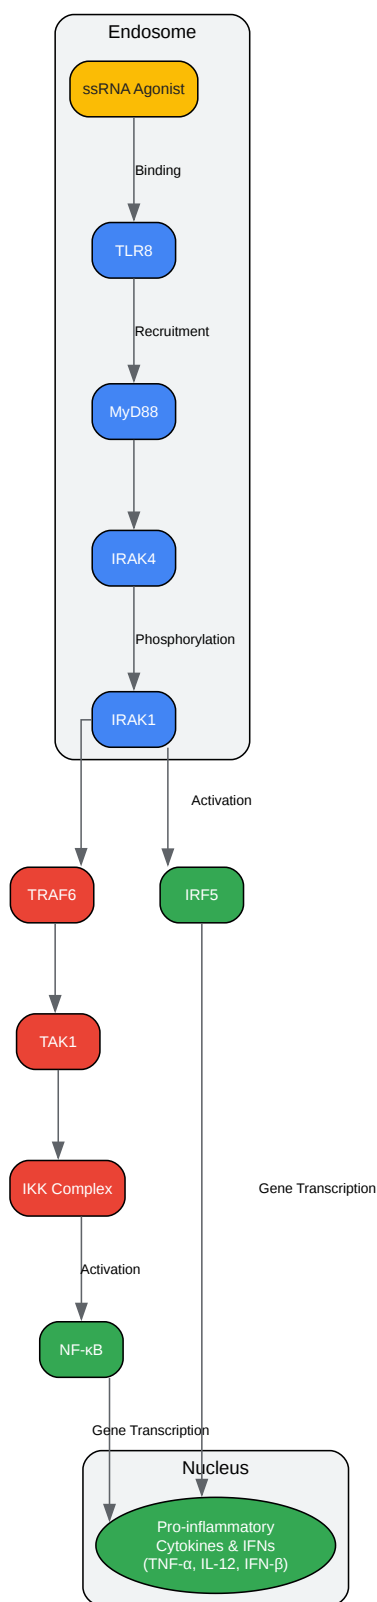 Endosome
ssRNA Agonist
Binding
TLR8
Recruitment
MyD88
IRAK4
Phosphorylation
IRAK1
Activation
TRAF6
IRF5
TAK1
IKK Complex
Gene Transcription
Activation
NF-κB
Gene Transcription
Nucleus
Pro-inflammatory
Cytokines & IFNs
(TNF-α, IL-12, IFN-β)